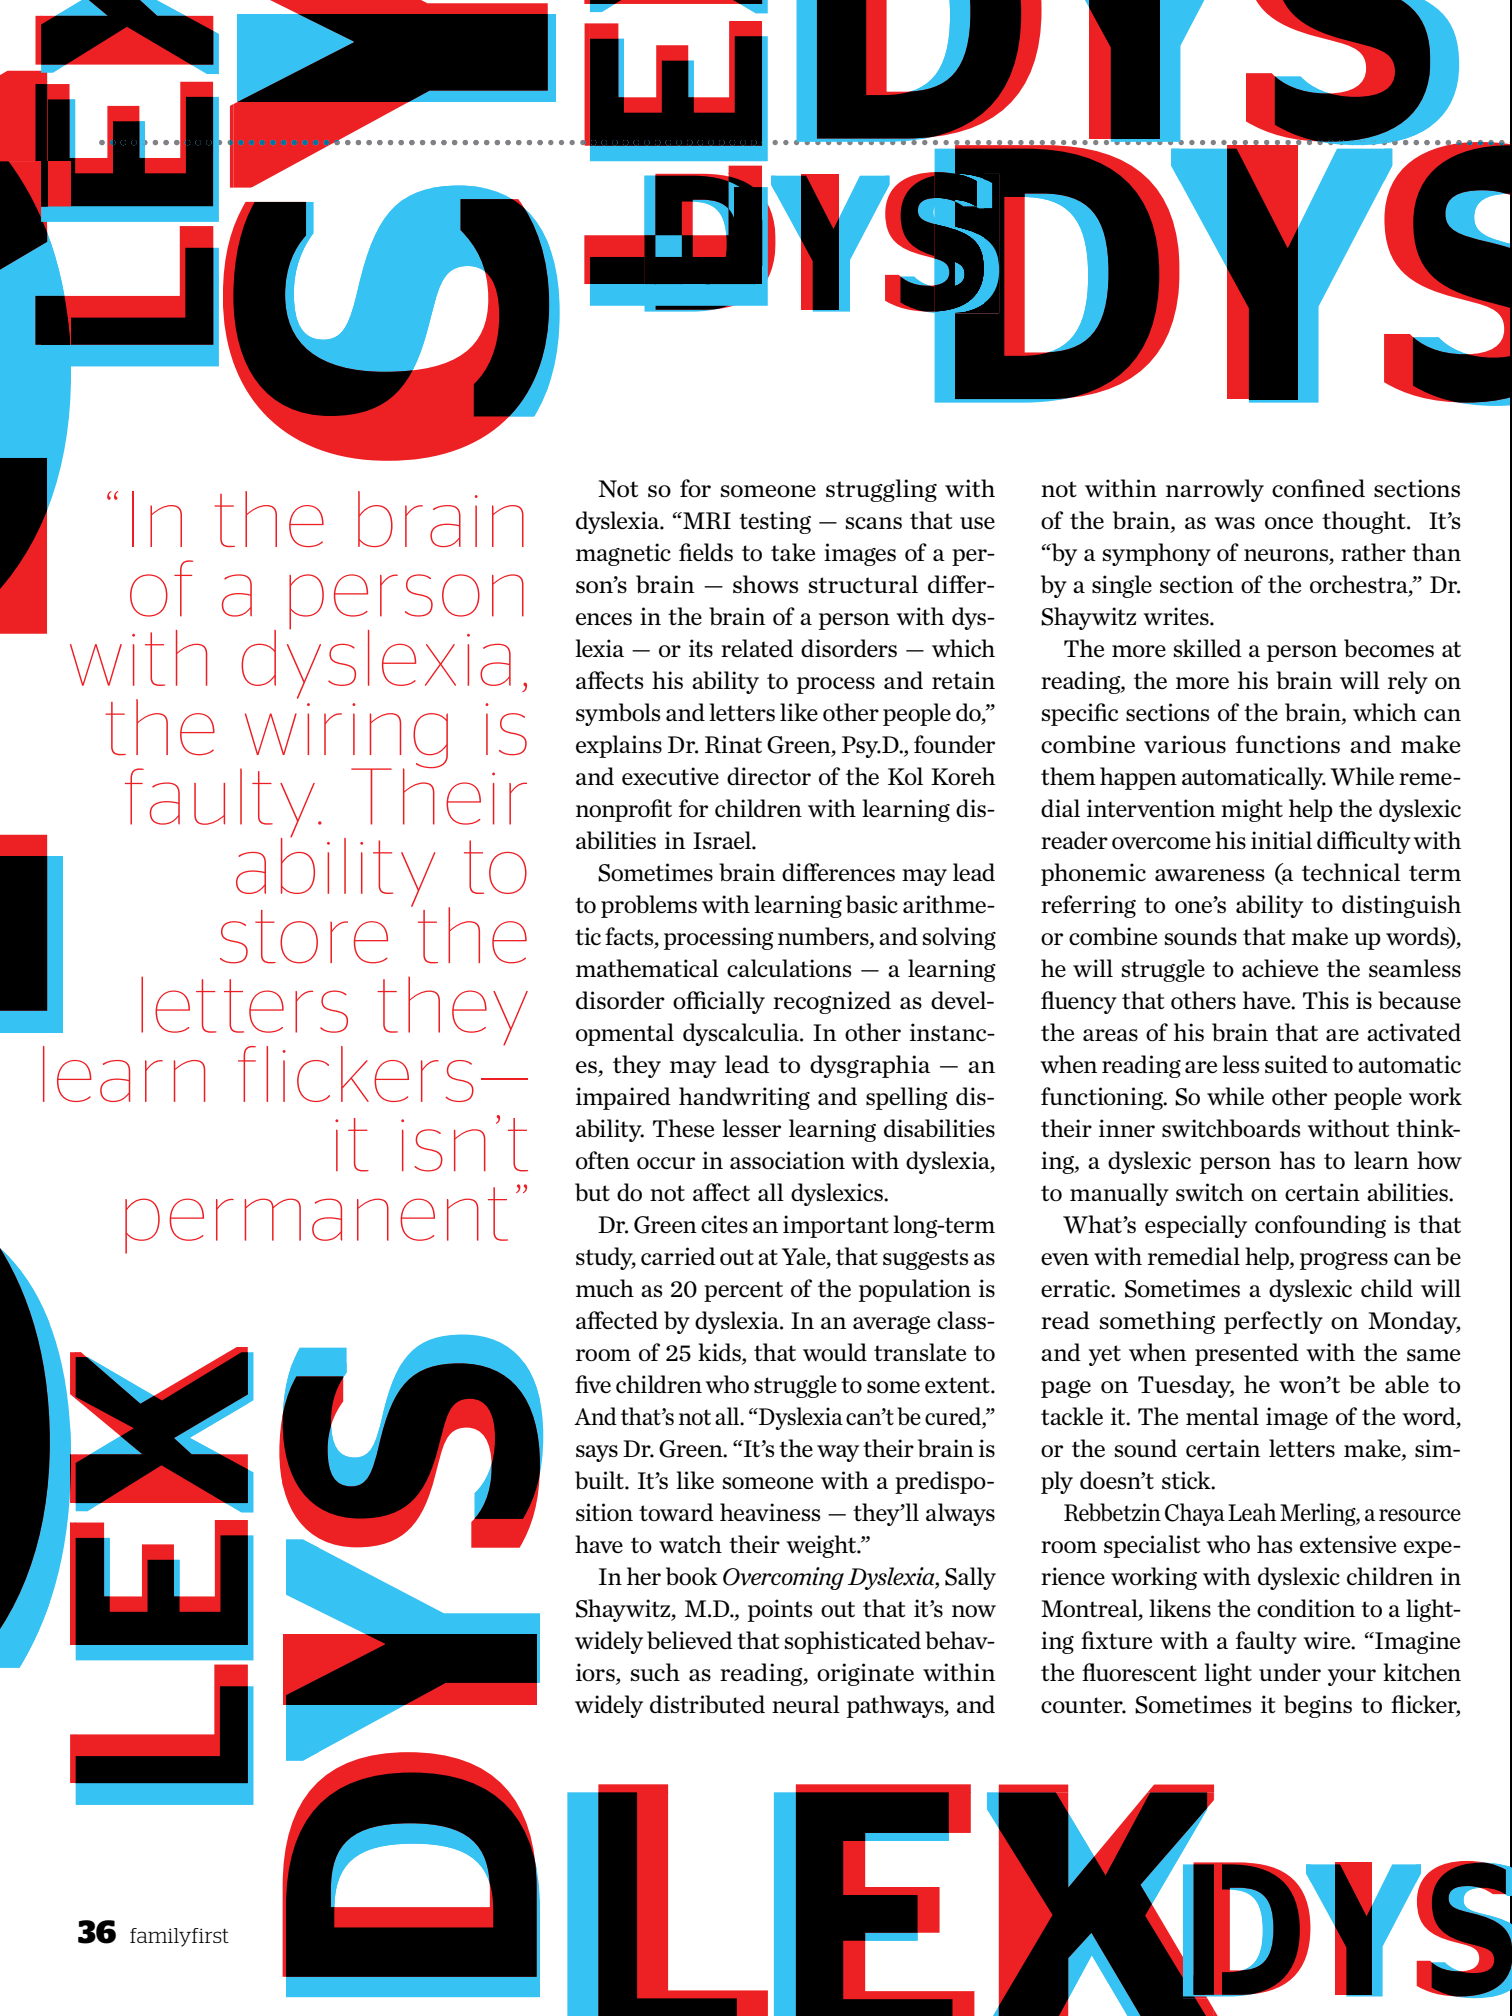 LEX
SY
LE
DYS
DYS
DYS
“In the brain
of a person
with dyslexia,
the wiring is
faulty. Their
ability to
store the
letters they
learn flickers—
it isn’t
permanent”
Not so for someone struggling with
dyslexia. “MRI testing — scans that use
magnetic fields to take images of a per-
son’s brain — shows structural differ-
ences in the brain of a person with dys-
lexia — or its related disorders — which
affects his ability to process and retain
symbols and letters like other people do,”
explains Dr. Rinat Green, Psy.D., founder
and executive director of the Kol Koreh
nonprofit for children with learning dis-
abilities in Israel.
Sometimes brain differences may lead
to problems with learning basic arithme-
tic facts, processing numbers, and solving
mathematical calculations — a learning
disorder officially recognized as devel-
opmental dyscalculia. In other instanc-
es, they may lead to dysgraphia — an
impaired handwriting and spelling dis-
ability. These lesser learning disabilities
often occur in association with dyslexia,
but do not affect all dyslexics.
Dr. Green cites an important long-term
study, carried out at Yale, that suggests as
much as 20 percent of the population is
affected by dyslexia. In an average class-
room of 25 kids, that would translate to
five children who struggle to some extent.
And that’s not all. “Dyslexia can’t be cured,”
says Dr. Green. “It’s the way their brain is
built. It’s like someone with a predispo-
sition toward heaviness — they’ll always
have to watch their weight.”
In her book Overcoming Dyslexia, Sally
Shaywitz, M.D., points out that it’s now
widely believed that sophisticated behav-
iors, such as reading, originate within
widely distributed neural pathways, and
not within narrowly confined sections
of the brain, as was once thought. It’s
“by a symphony of neurons, rather than
by a single section of the orchestra,” Dr.
Shaywitz writes.
The more skilled a person becomes at
reading, the more his brain will rely on
specific sections of the brain, which can
combine various functions and make
them happen automatically. While reme-
dial intervention might help the dyslexic
reader overcome his initial difficulty with
phonemic awareness (a technical term
referring to one’s ability to distinguish
or combine sounds that make up words),
he will struggle to achieve the seamless
fluency that others have. This is because
the areas of his brain that are activated
when reading are less suited to automatic
functioning. So while other people work
their inner switchboards without think-
ing, a dyslexic person has to learn how
to manually switch on certain abilities.
What’s especially confounding is that
even with remedial help, progress can be
erratic. Sometimes a dyslexic child will
read something perfectly on Monday,
and yet when presented with the same
page on Tuesday, he won’t be able to
tackle it. The mental image of the word,
or the sound certain letters make, sim-
ply doesn’t stick.
Rebbetzin Chaya Leah Merling, a resource
room specialist who has extensive expe-
rience working with dyslexic children in
Montreal, likens the condition to a light-
ing fixture with a faulty wire. “Imagine
the fluorescent light under your kitchen
counter. Sometimes it begins to flicker,
LEX
DYS
LEX
DYS
36 familyfirst